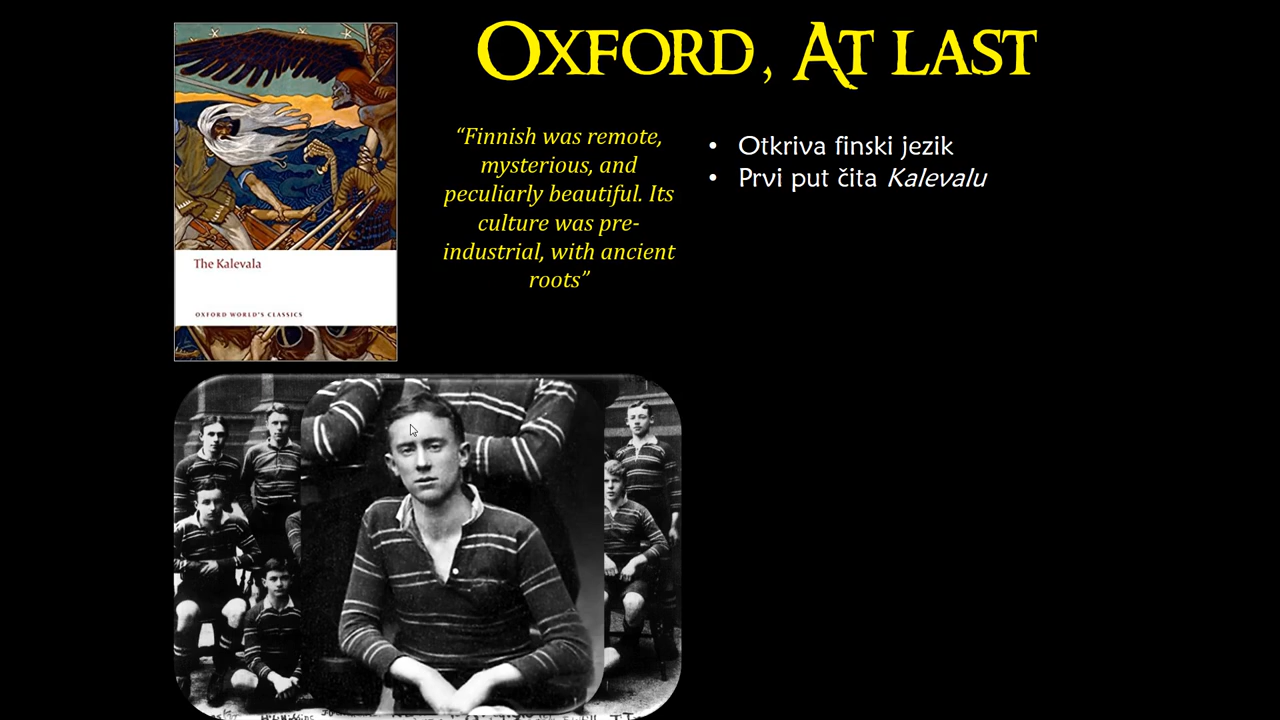 OXFORD, AT LAST
“Finnish was remote,
mysterious, and
peculiarly beautiful. Its
culture was pre-
industrial, with ancient
roots”
• Otkriva finski jezik
• Prvi put čita Kalevalu
The Kalevala
OXFORD WORLD'S CLASSICS